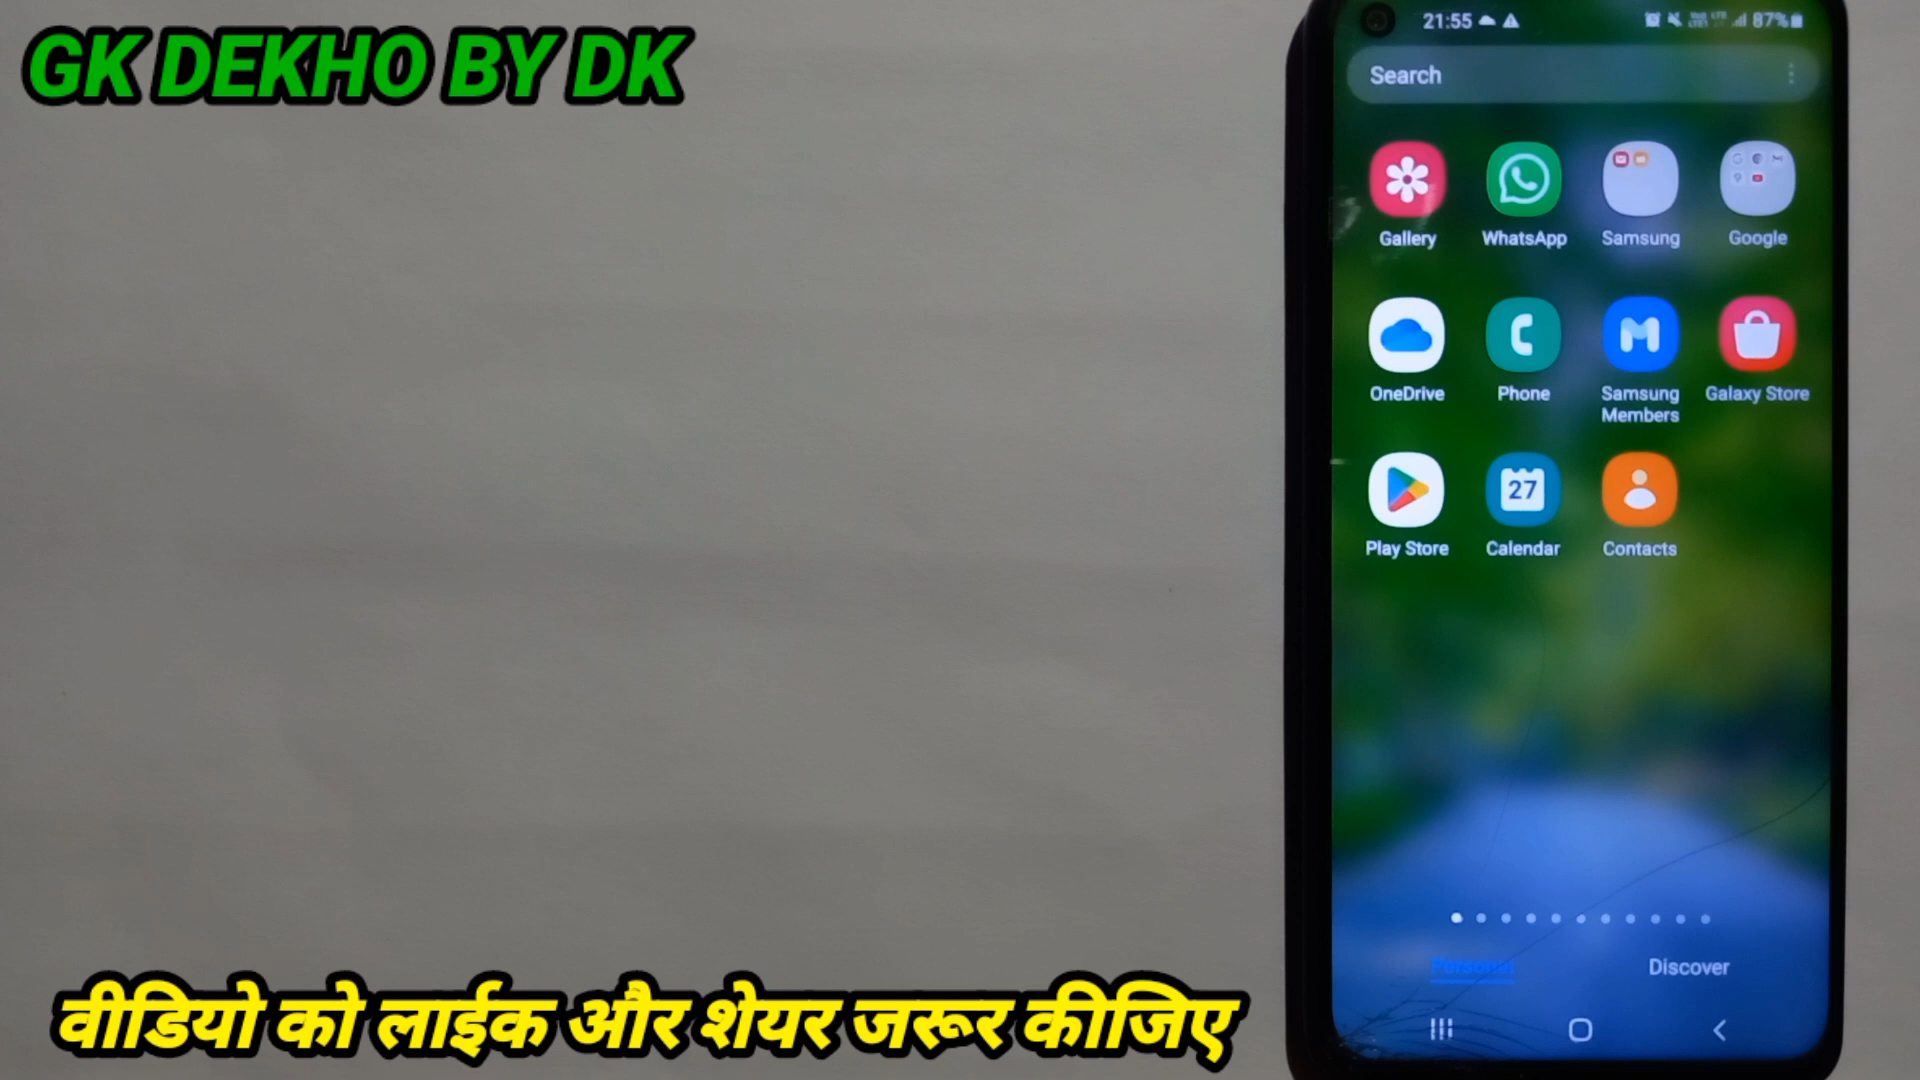 GK DEKHO BY DK
21:55
87%
Search
Gallery WhatsApp Samsung Google
OneDrive Phone Samsung Members Galaxy Store
27
Play Store Calendar Contacts
Personal Discover
वीडियो को लाईक और शेयर जरूर कीजिए